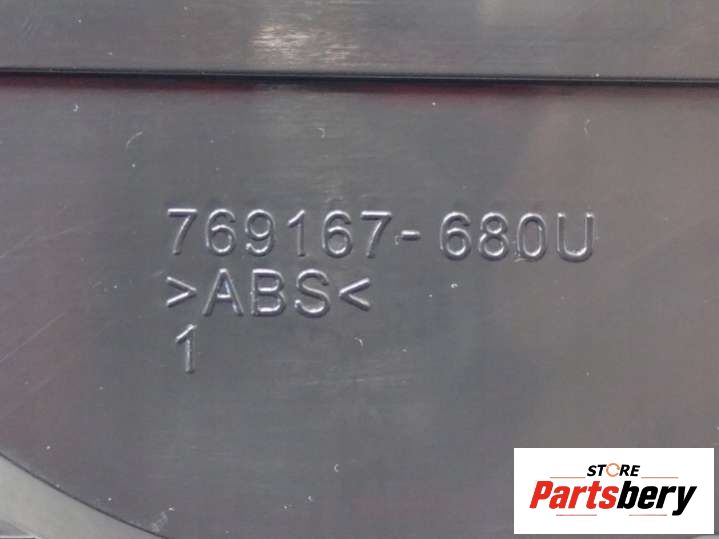 769167-680U
>ABS<
1
STORE
Partsbery